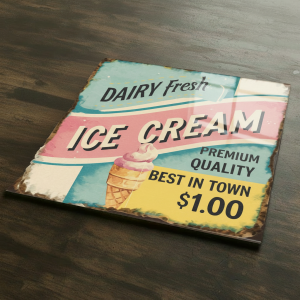 DAIRY Fresh
ICE CREAM
PREMIUM
QUALITY
BEST IN TOWN
$1.00